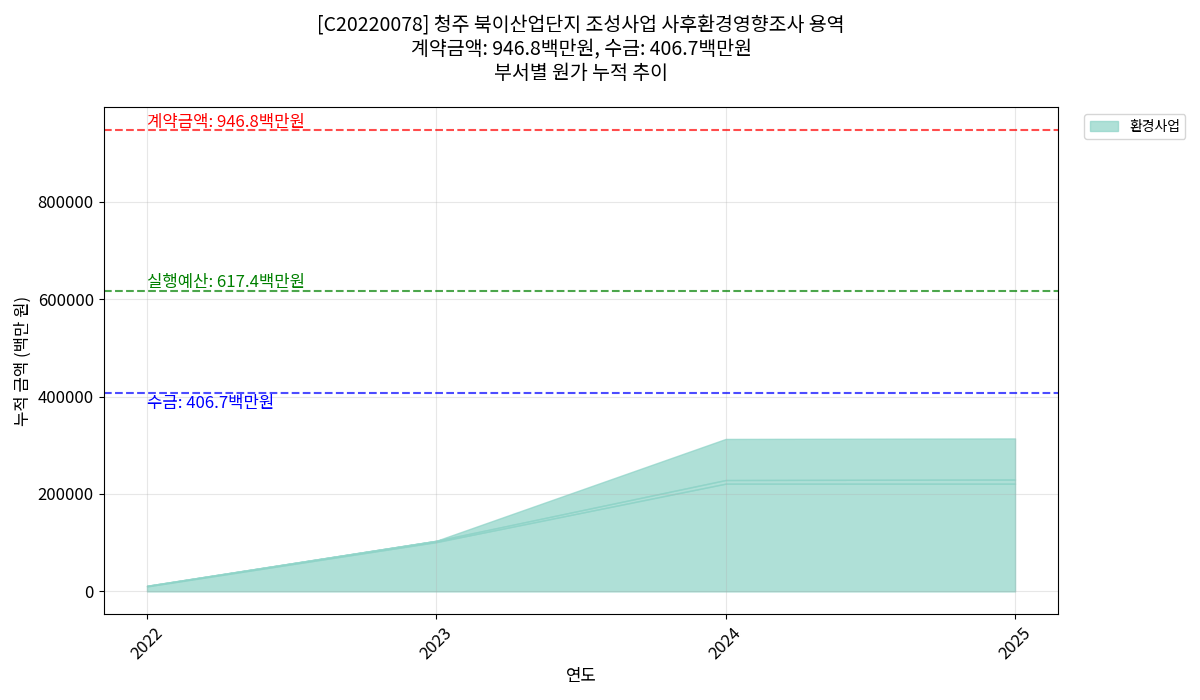 [C20220078] 청주 북이산업단지 조성사업 사후환경영향조사 용역
계약금액: 946.8백만원, 수금: 406.7백만원
부서별 원가 누적 추이
계약금액: 946.8백만원
환경사업
800000
실행예산: 617.4백만원
600000
누적 금액 (백만 원)
400000
수금: 406.7백만원
200000
0
2022
2023
2024
2025
연도